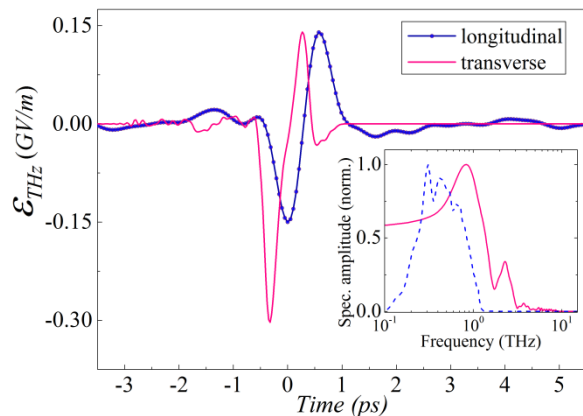 0.15
0.00
-0.15
-0.30
ℰTHz (GV/m)
longitudinal
transverse
1.0
0.5
0.0
Spec. amplitude (norm.)
10-1 100 101
Frequency (THz)
-3 -2 -1 0 1 2 3 4 5
Time (ps)